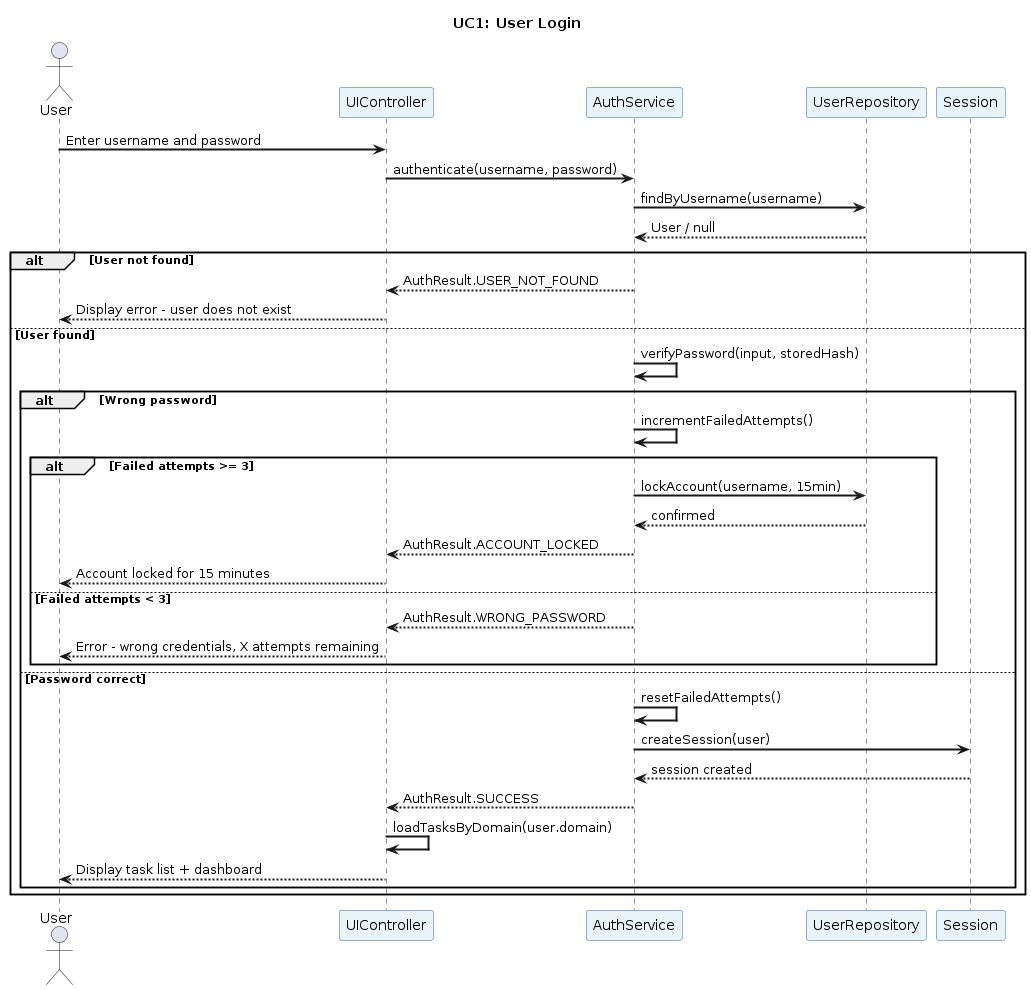 UC1: User Login
User
UIController
AuthService
UserRepository
Session
Enter username and password
authenticate(username, password)
findByUsername(username)
User / null
alt [User not found]
AuthResult.USER_NOT_FOUND
Display error - user does not exist
[User found]
verifyPassword(input, storedHash)
alt [Wrong password]
incrementFailedAttempts()
alt [Failed attempts >= 3]
lockAccount(username, 15min)
confirmed
AuthResult.ACCOUNT_LOCKED
Account locked for 15 minutes
[Failed attempts < 3]
AuthResult.WRONG_PASSWORD
Error - wrong credentials, X attempts remaining
[Password correct]
resetFailedAttempts()
createSession(user)
session created
AuthResult.SUCCESS
loadTasksByDomain(user.domain)
Display task list + dashboard
User
UIController
AuthService
UserRepository
Session